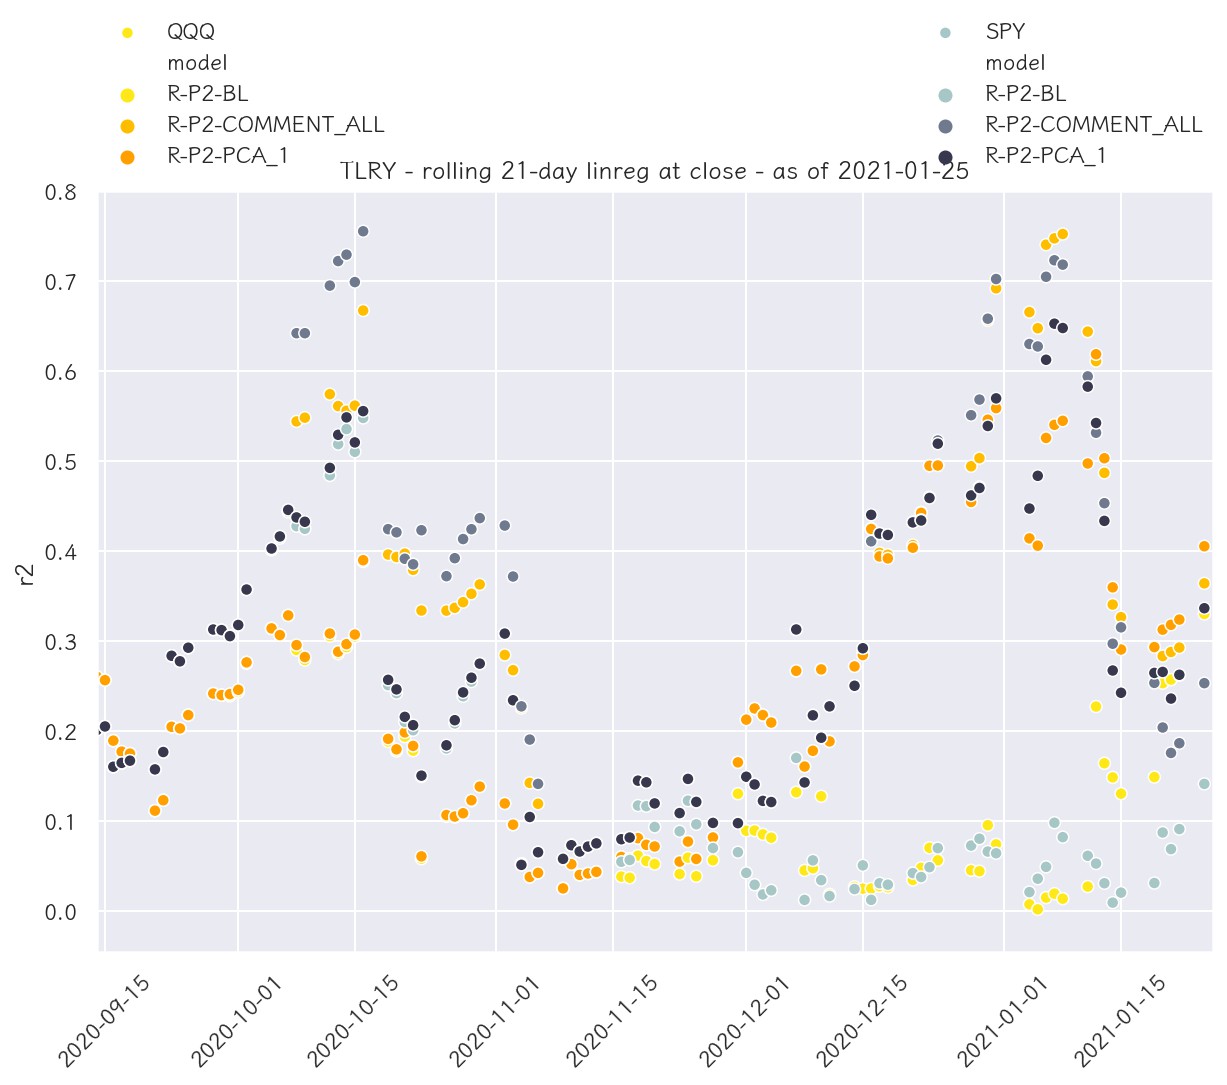 QQQ
model
R-P2-BL
R-P2-COMMENT_ALL
R-P2-PCA_1
SPY
model
R-P2-BL
R-P2-COMMENT_ALL
R-P2-PCA_1
TLRY - rolling 21-day linreg at close - as of 2021-01-25
0.8
0.7
0.6
0.5
0.4
0.3
0.2
0.1
0.0
r2
2020-09-15
2020-10-01
2020-10-15
2020-11-01
2020-11-15
2020-12-01
2020-12-15
2021-01-01
2021-01-15